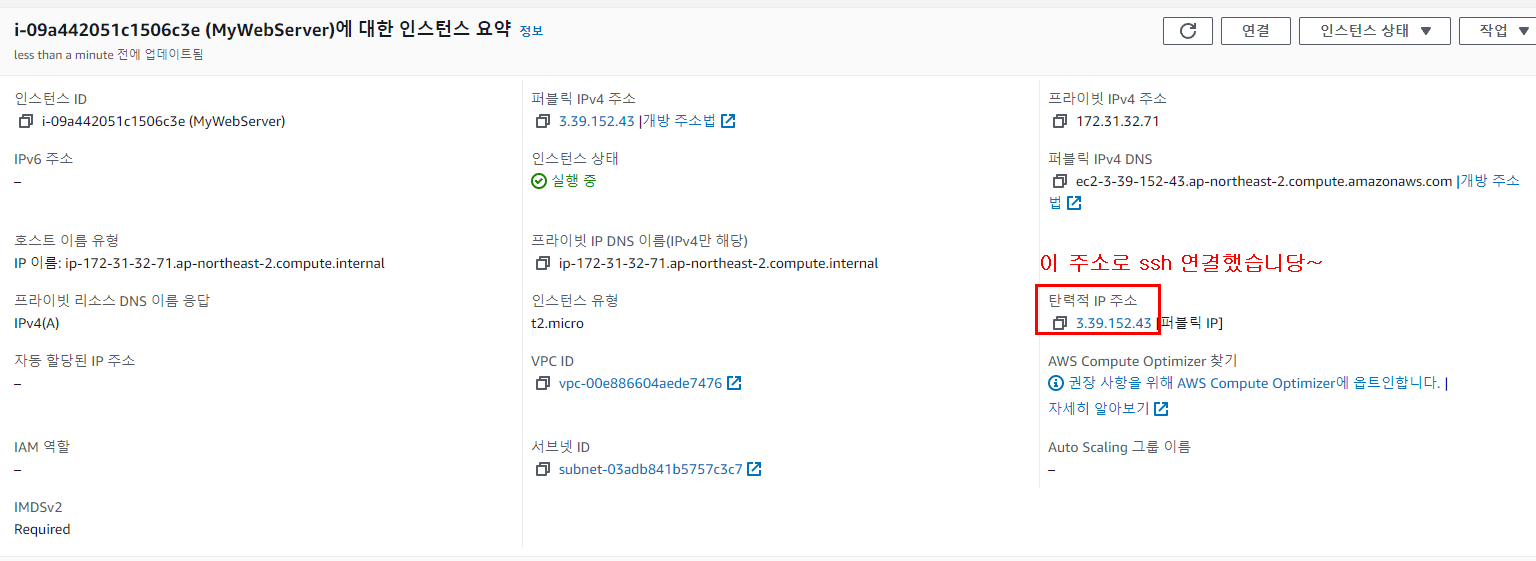 i-09a442051c1506c3e (MyWebServer)에 대한 인스턴스 요약 정보
less than a minute 전에 업데이트됨
연결
인스턴스 상태
작업
인스턴스 ID
i-09a442051c1506c3e (MyWebServer)
퍼블릭 IPv4 주소
3.39.152.43 |개방 주소법
프라이빗 IPv4 주소
172.31.32.71
IPv6 주소
–
인스턴스 상태
실행 중
퍼블릭 IPv4 DNS
ec2-3-39-152-43.ap-northeast-2.compute.amazonaws.com |개방 주소
법
호스트 이름 유형
IP 이름: ip-172-31-32-71.ap-northeast-2.compute.internal
프라이빗 IP DNS 이름(IPv4만 해당)
ip-172-31-32-71.ap-northeast-2.compute.internal
이 주소로 ssh 연결했습니당~
프라이빗 리소스 DNS 이름 응답
IPv4(A)
인스턴스 유형
t2.micro
탄력적 IP 주소
3.39.152.43 [퍼블릭 IP]
자동 할당된 IP 주소
–
VPC ID
vpc-00e886604aede7476
AWS Compute Optimizer 찾기
권장 사항을 위해 AWS Compute Optimizer에 옵트인합니다. |
자세히 알아보기
IAM 역할
–
서브넷 ID
subnet-03adb841b5757c3c7
Auto Scaling 그룹 이름
–
IMDSv2
Required